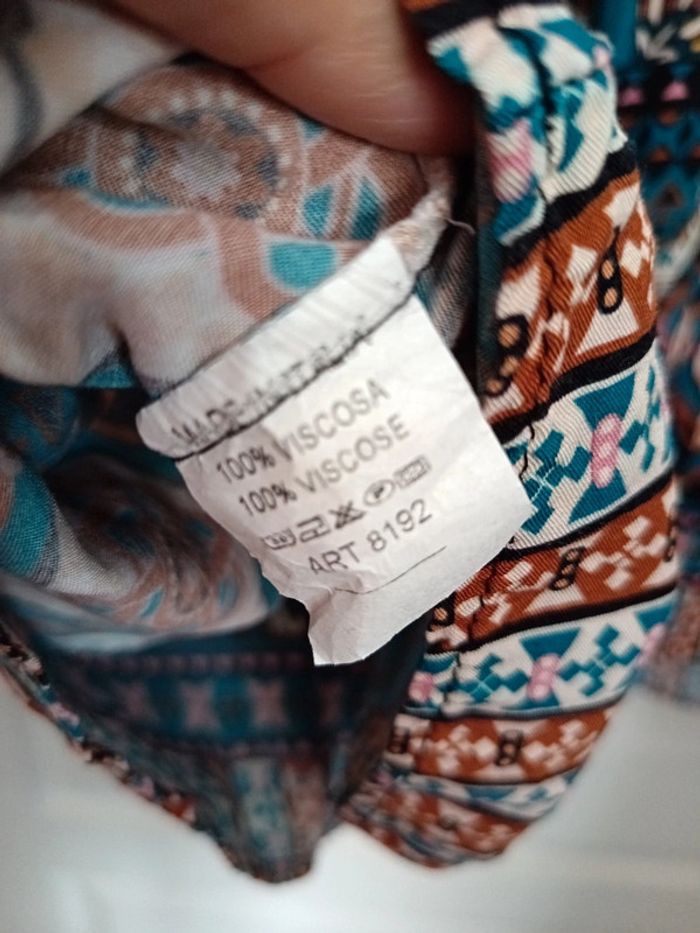 MADE IN ITALY
100% VISCOSA
100% VISCOSE
ART 8192